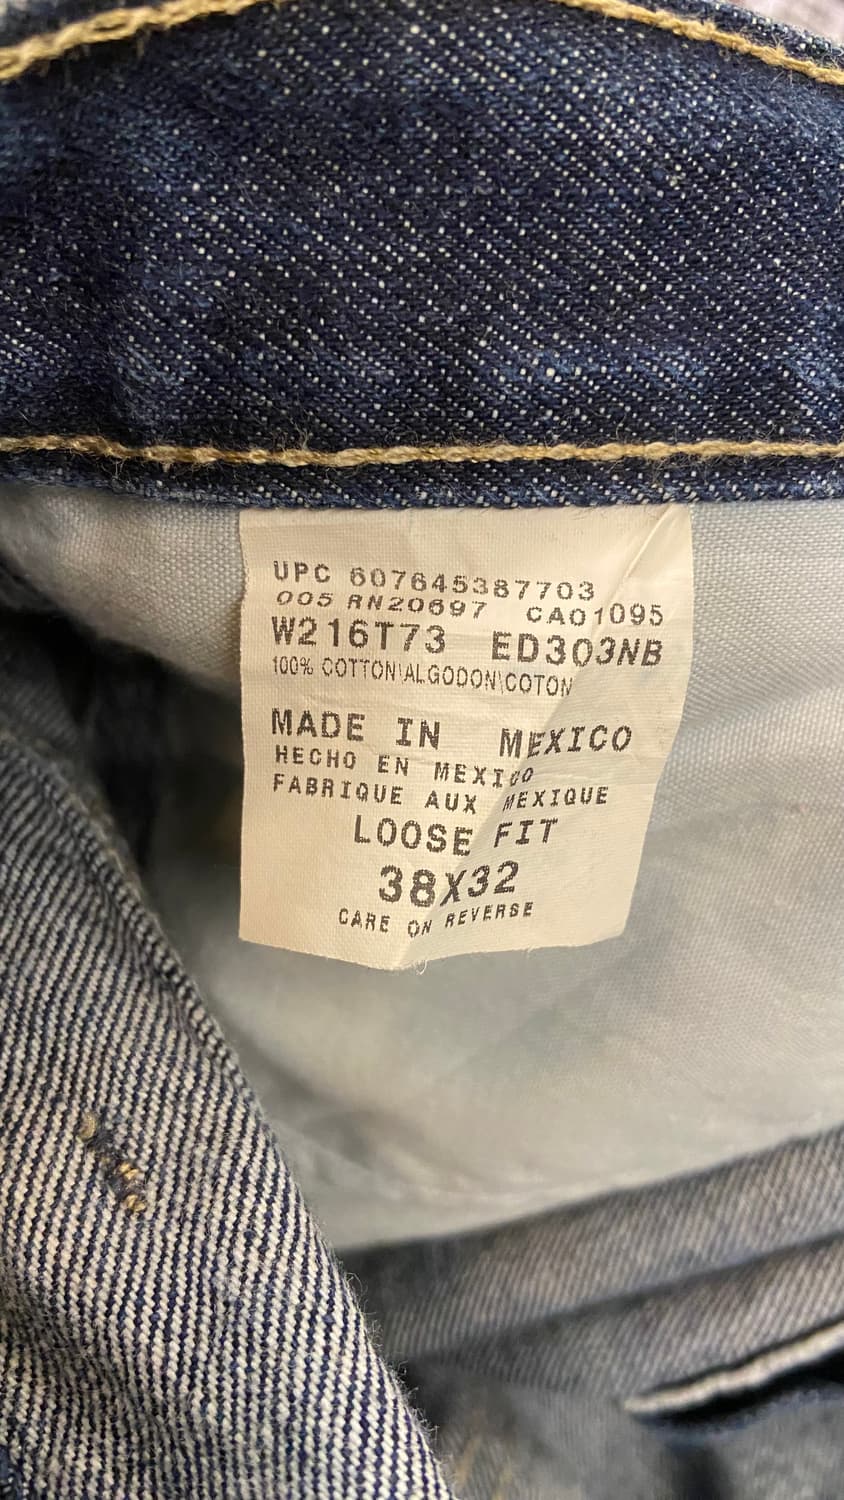 UPC 607645387703
005 RN20697 CA01095
W216T73 ED303NB
100% COTTON\ALGODON\COTON
MADE IN MEXICO
HECHO EN MEXICO
FABRIQUE AUX MEXIQUE
LOOSE FIT
38X32
CARE ON REVERSE